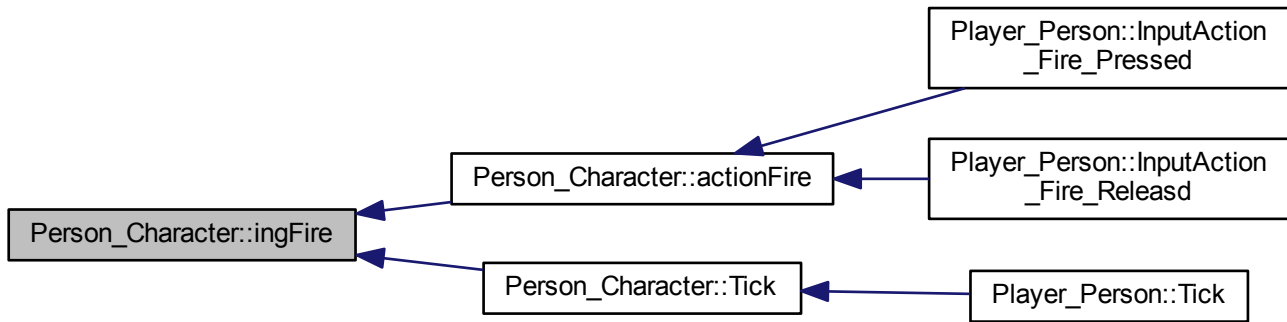 Player_Person::InputAction
_Fire_Pressed
Person_Character::actionFire
Player_Person::InputAction
_Fire_Releasd
Person_Character::ingFire
Person_Character::Tick
Player_Person::Tick